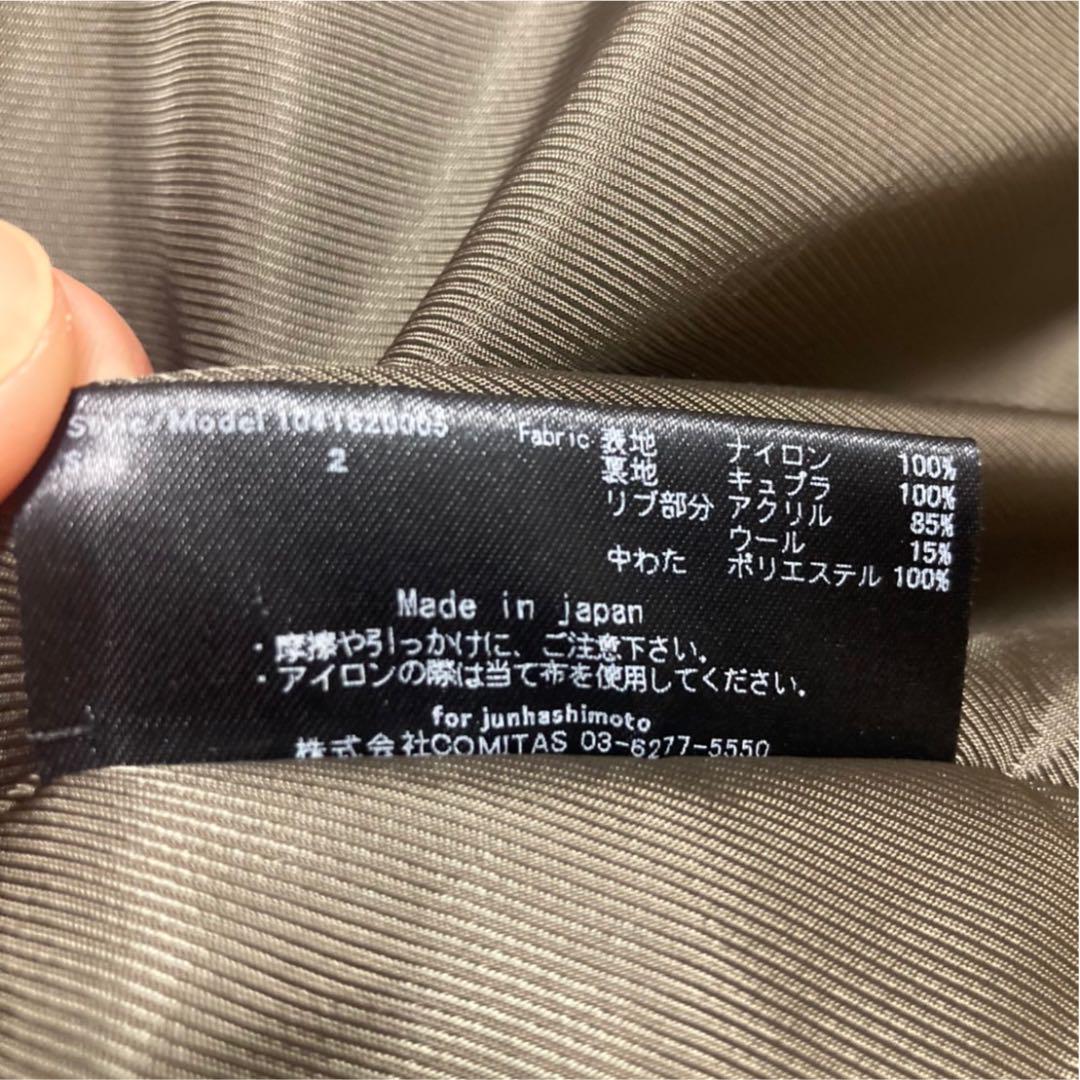 Style/Model 1041820005 Fabric 表地 ナイロン 100%
2 裏地 キュプラ 100%
リブ部分 アクリル 85%
ウール 15%
中わた ポリエステル 100%
Made in japan
・摩擦や引っかけに、ご注意下さい。
・アイロンの際は当て布を使用してください。
for junhashimoto
株式会社COMITAS 03-6277-5550